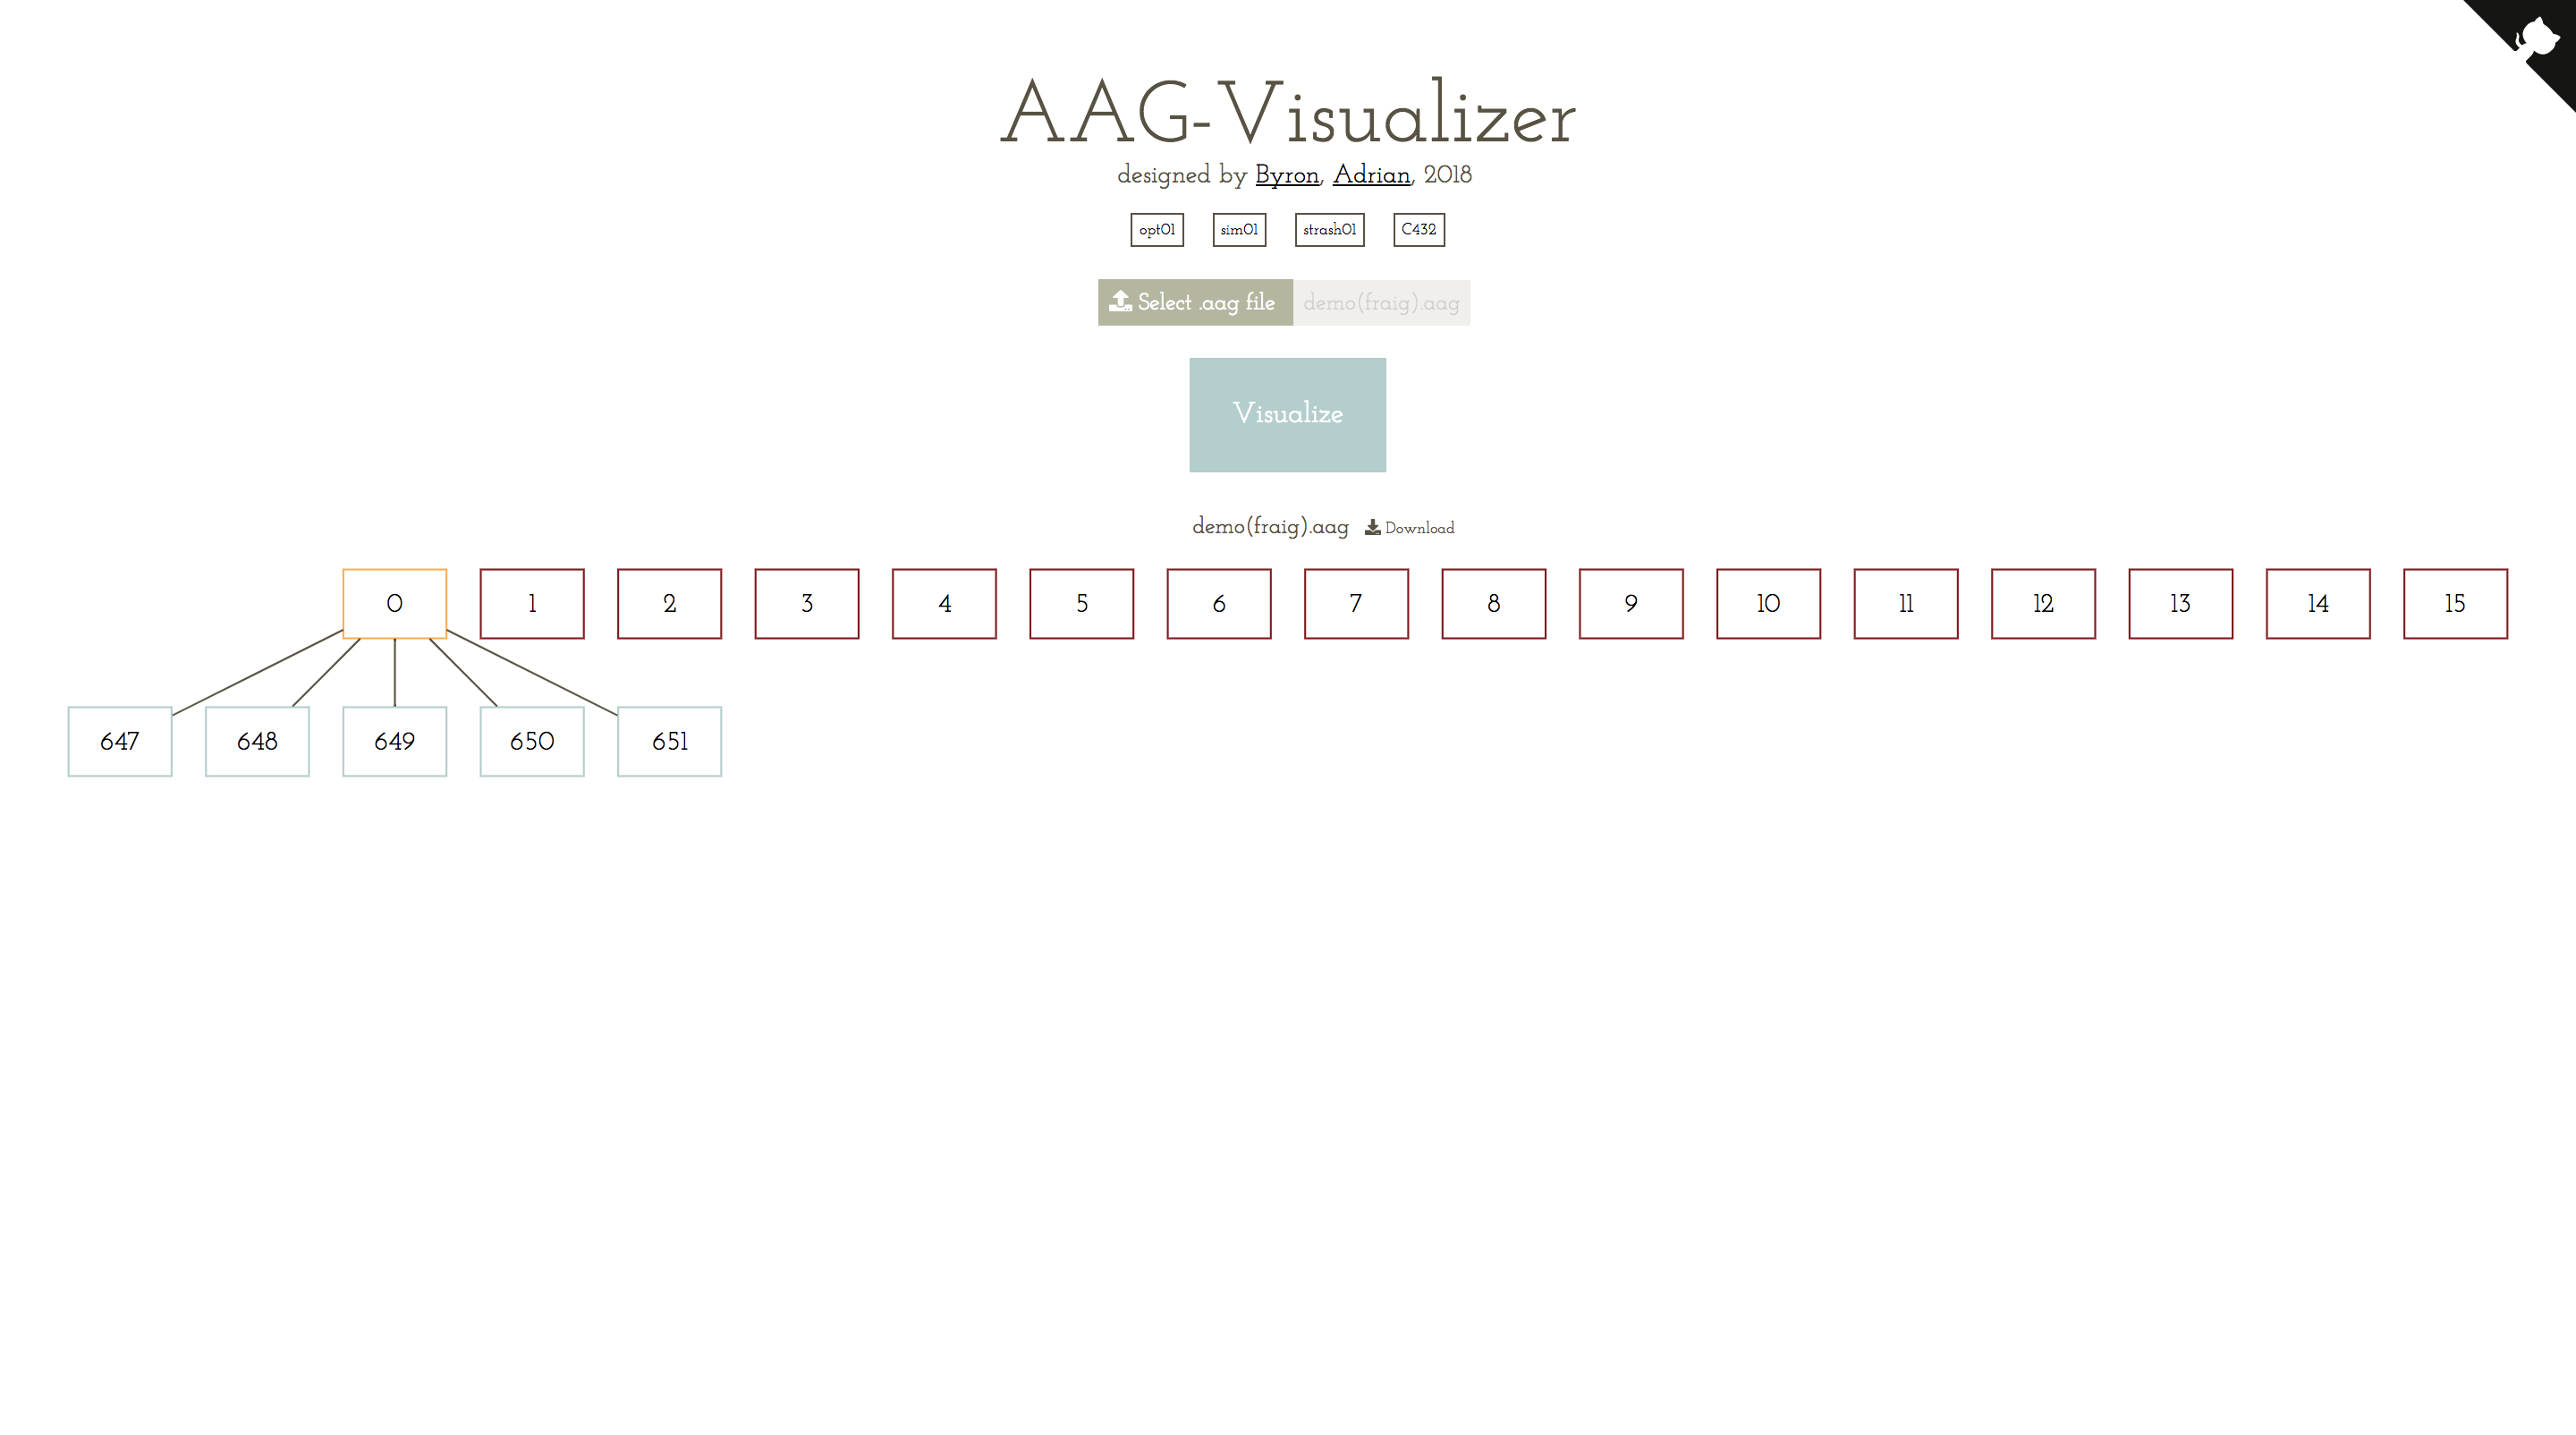 AAG-Visualizer
designed by Byron, Adrian, 2018
opt01 sim01 strash01 C432
Select .aag file demo(fraig).aag
Visualize
demo(fraig).aag Download
0 1 2 3 4 5 6 7 8 9 10 11 12 13 14 15
647 648 649 650 651